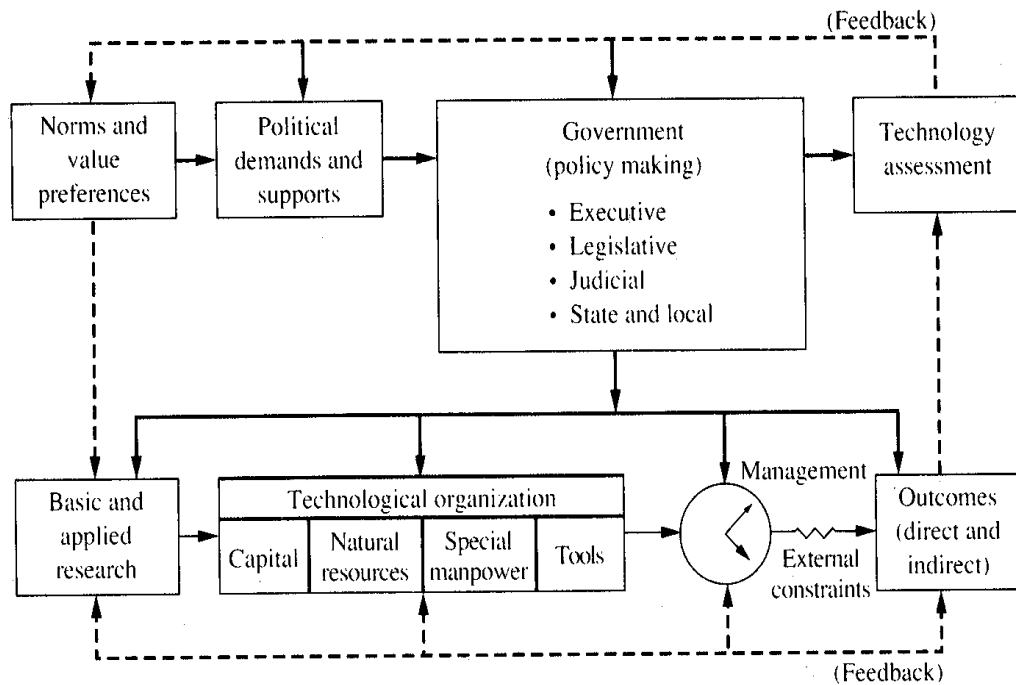 (Feedback)
Norms and
value
preferences
Political
demands and
supports
Government
(policy making)
• Executive
• Legislative
• Judicial
• State and local
Technology
assessment
Basic and
applied
research
Technological organization
Capital
Natural
resources
Special
manpower
Tools
Management
External
constraints
Outcomes
(direct and
indirect)
(Feedback)